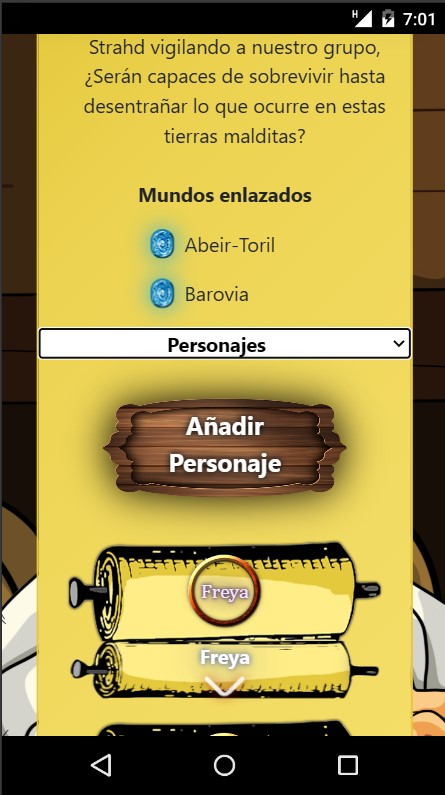 H
7:01
Strahd vigilando a nuestro grupo,
¿Serán capaces de sobrevivir hasta
desentrañar lo que ocurre en estas
tierras malditas?
Mundos enlazados
Abeir-Toril
Barovia
Personajes
Añadir
Personaje
Freya
Freya